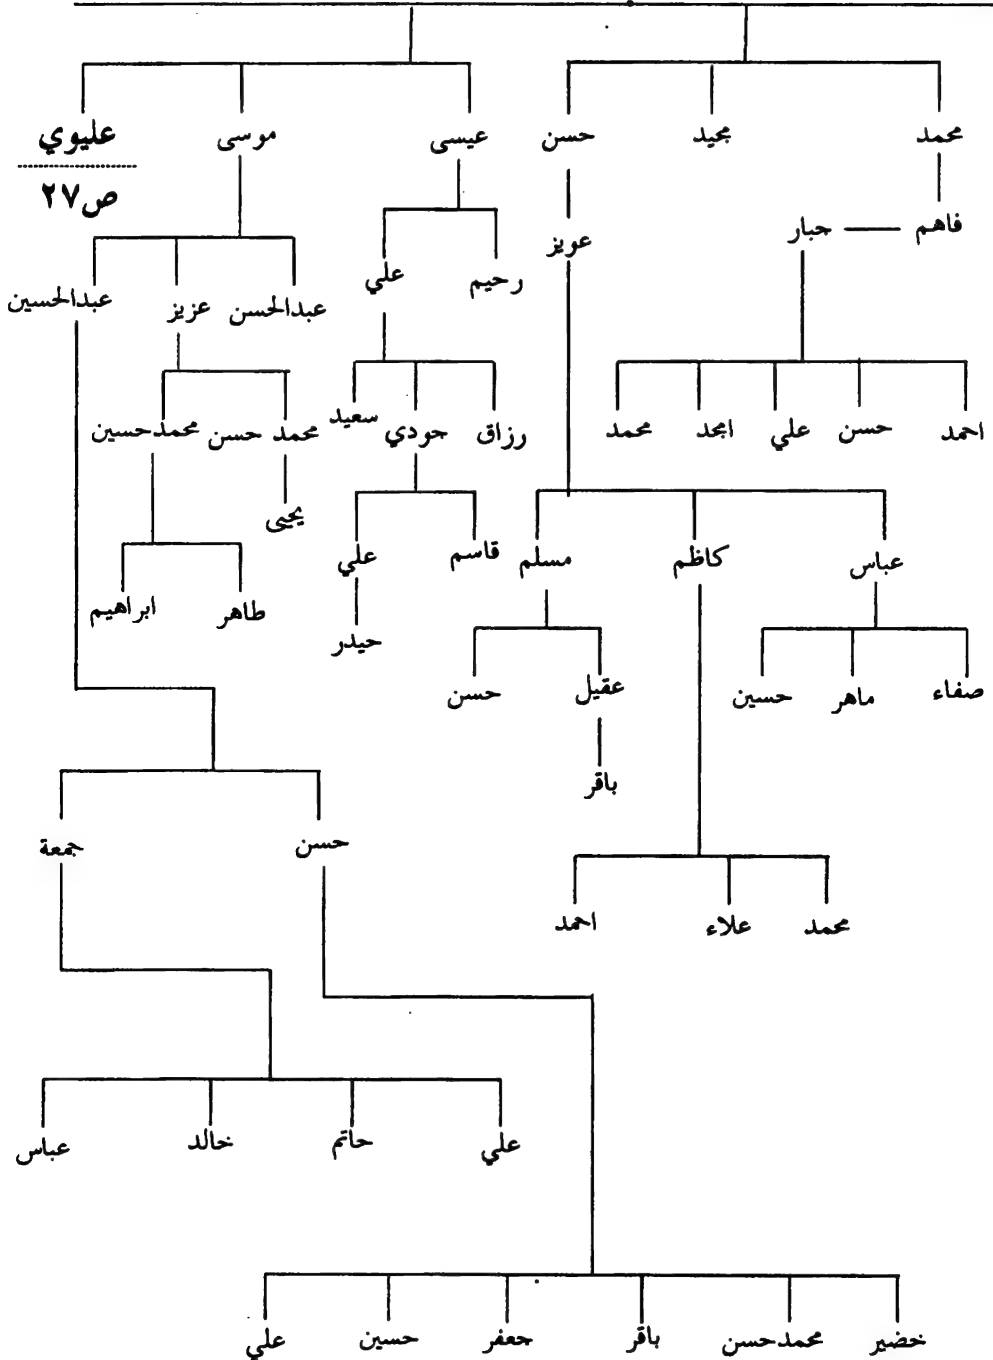 محمد مجيد حسن عيسى موسى عليوي
ص٢٧
فاهم جبار عويز
رحيم علي عبدالحسن عزيز عبدالحسين
احمد حسن علي امجد محمد رزاق جودي سعيد محمد حسن محمدحسين
يحيى
عباس كاظم مسلم قاسم علي طاهر ابراهيم
حيدر
صفاء ماهر حسين عقيل حسن
باقر
حسن جمعة
محمد علاء احمد
علي حاتم خالد عباس
خضير محمدحسن باقر جعفر حسين علي